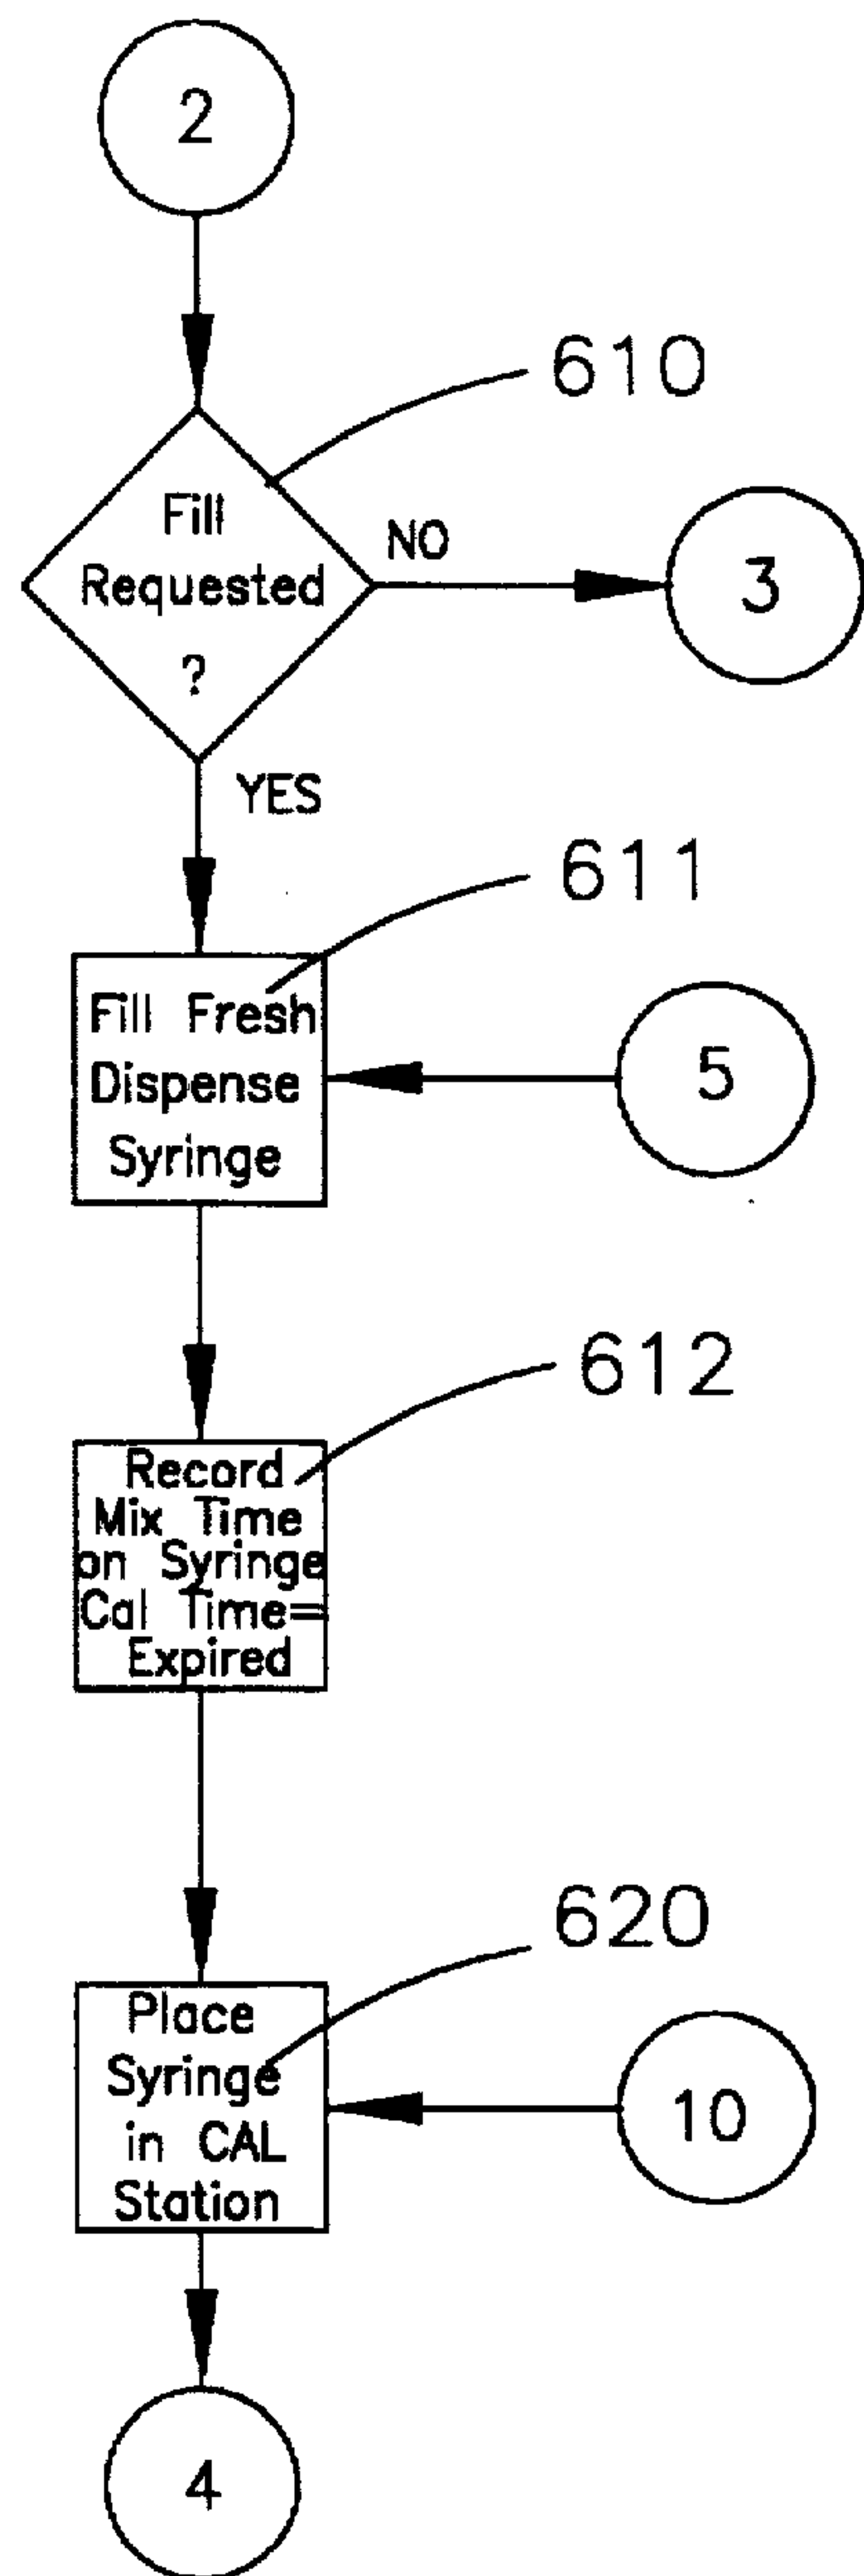 2
610
Fill
Requested
?
NO
3
YES
611
Fill Fresh
Dispense
Syringe
5
612
Record
Mix Time
on Syringe
Cal Time=
Expired
620
Place
Syringe
in CAL
Station
10
4